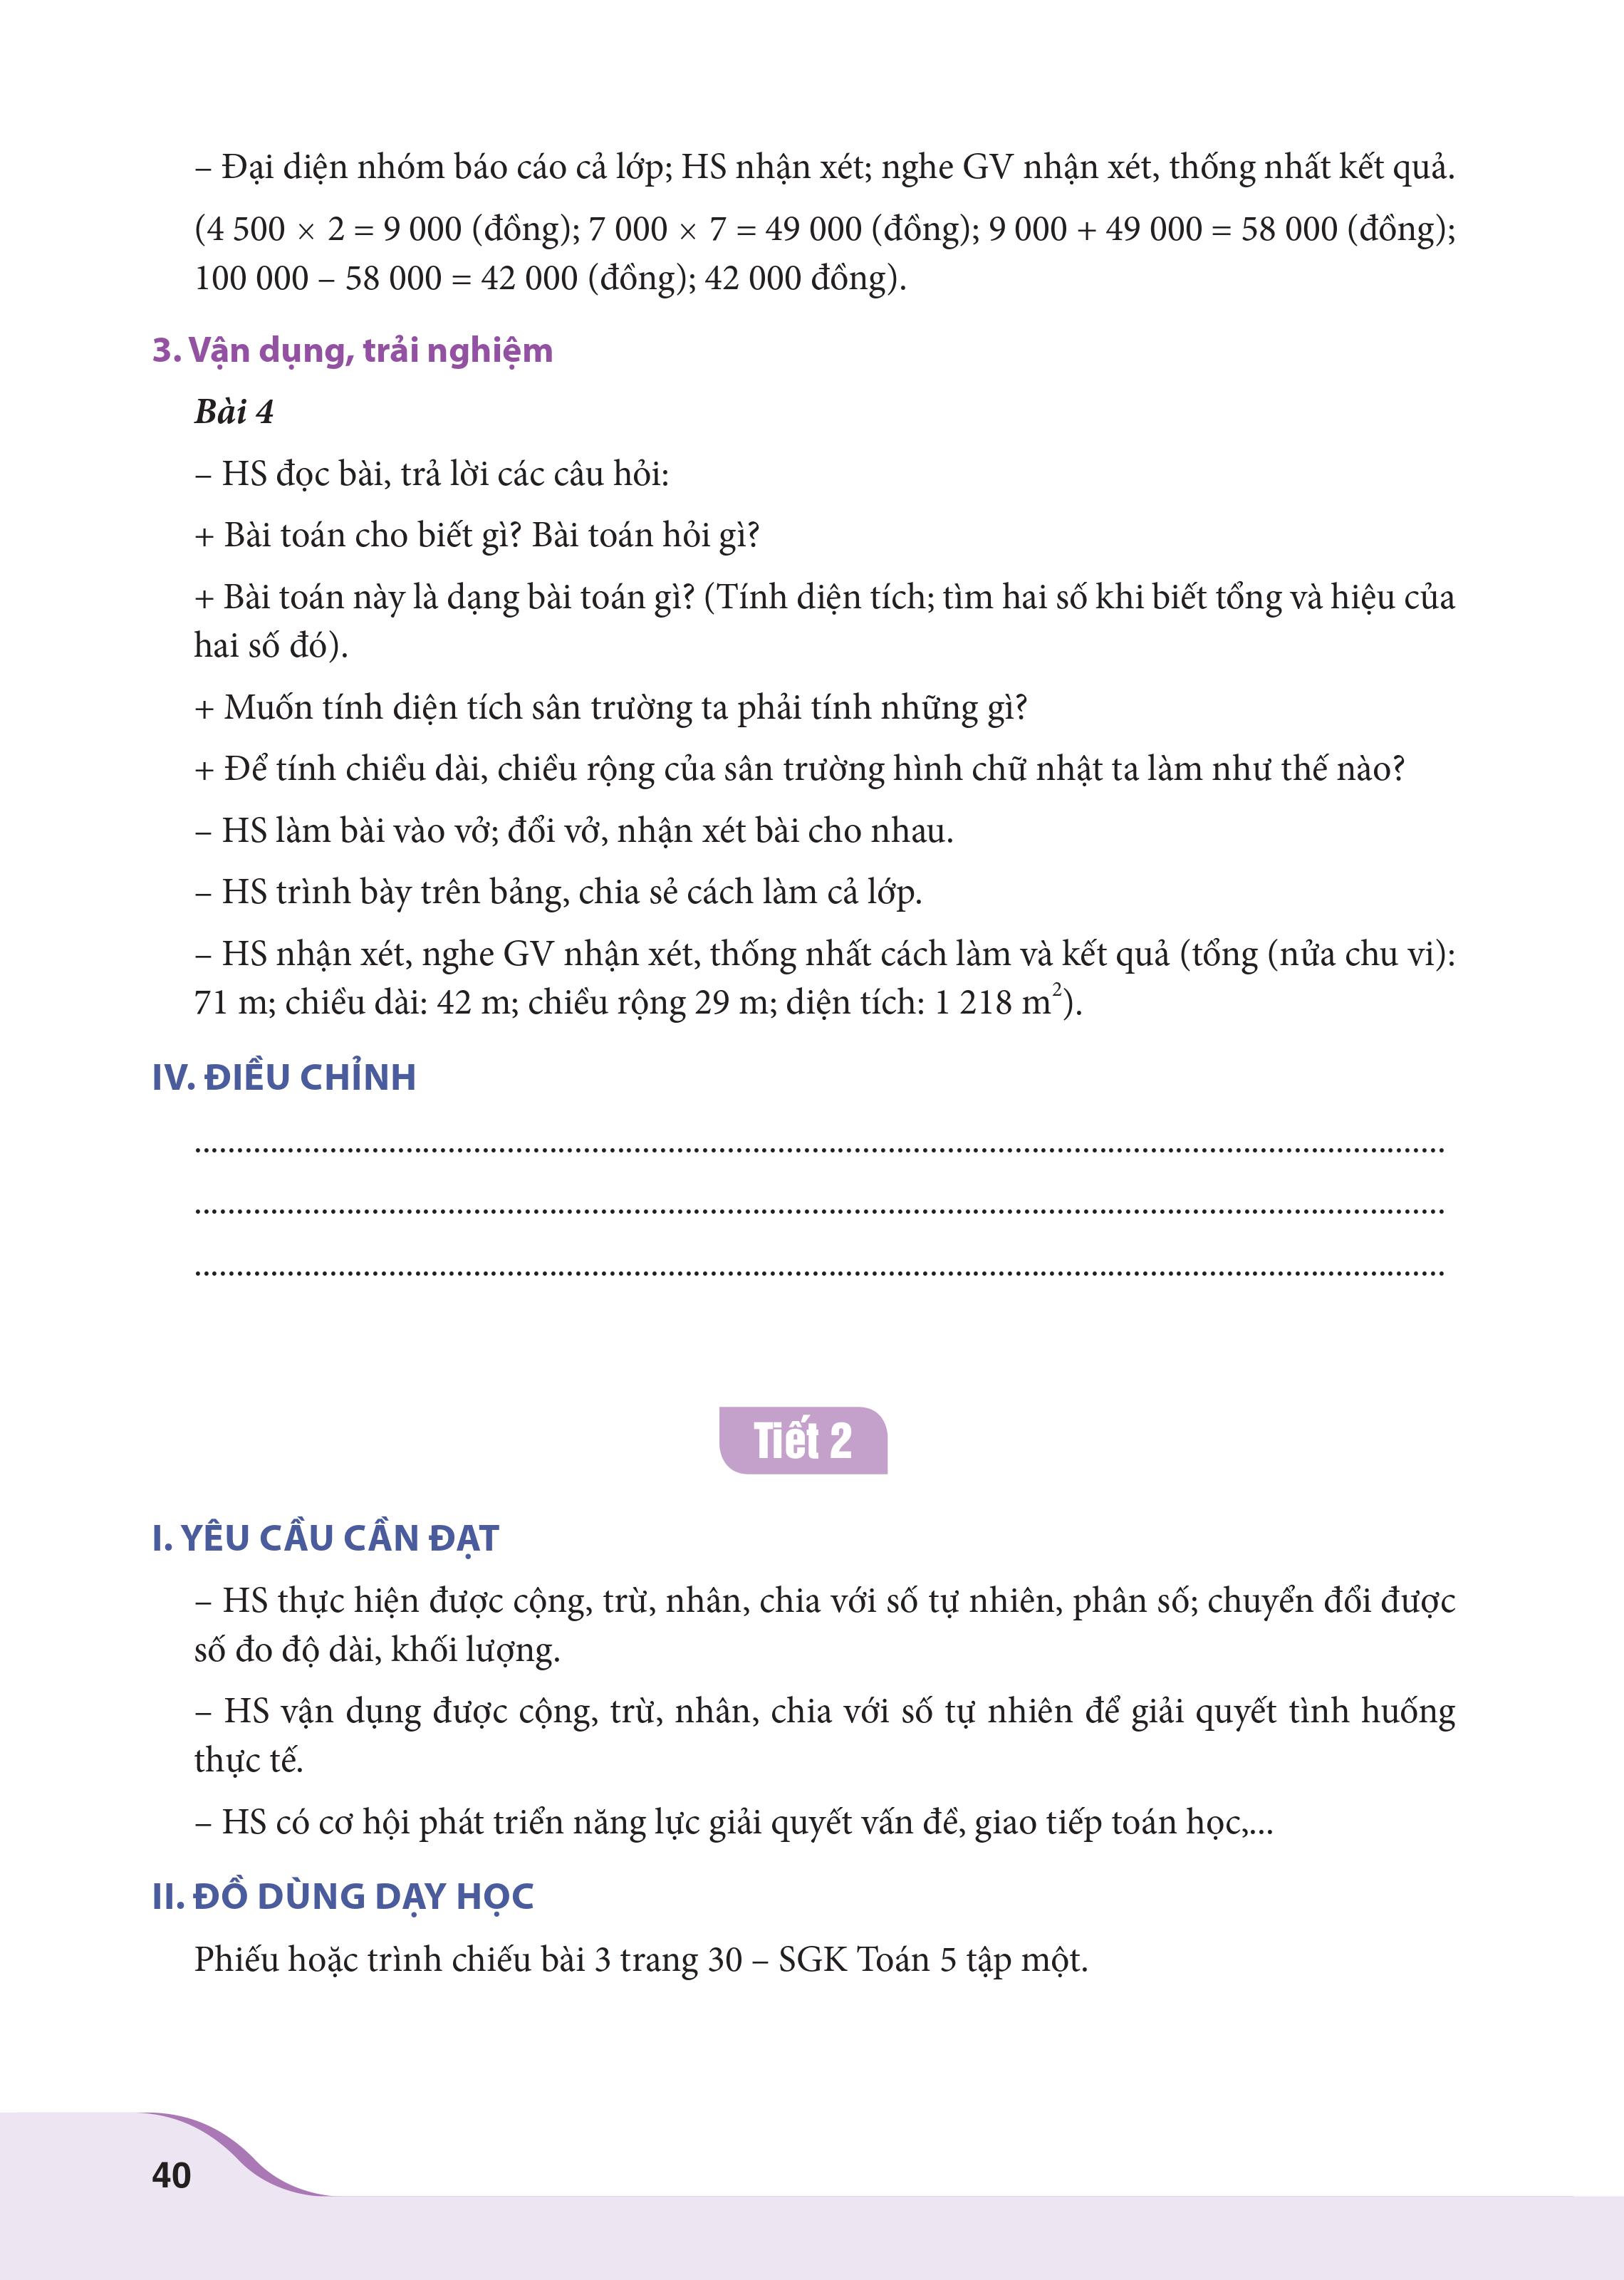 – Đại diện nhóm báo cáo cả lớp; HS nhận xét; nghe GV nhận xét, thống nhất kết quả.
(4 500 × 2 = 9 000 (đồng); 7 000 × 7 = 49 000 (đồng); 9 000 + 49 000 = 58 000 (đồng);
100 000 – 58 000 = 42 000 (đồng); 42 000 đồng).
3. Vận dụng, trải nghiệm
Bài 4
– HS đọc bài, trả lời các câu hỏi:
+ Bài toán cho biết gì? Bài toán hỏi gì?
+ Bài toán này là dạng bài toán gì? (Tính diện tích; tìm hai số khi biết tổng và hiệu của
hai số đó).
+ Muốn tính diện tích sân trường ta phải tính những gì?
+ Để tính chiều dài, chiều rộng của sân trường hình chữ nhật ta làm như thế nào?
– HS làm bài vào vở; đổi vở, nhận xét bài cho nhau.
– HS trình bày trên bảng, chia sẻ cách làm cả lớp.
– HS nhận xét, nghe GV nhận xét, thống nhất cách làm và kết quả (tổng (nửa chu vi):
71 m; chiều dài: 42 m; chiều rộng 29 m; diện tích: 1 218 m²).
IV. ĐIỀU CHỈNH
Tiết 2
I. YÊU CẦU CẦN ĐẠT
– HS thực hiện được cộng, trừ, nhân, chia với số tự nhiên, phân số; chuyển đổi được
số đo độ dài, khối lượng.
– HS vận dụng được cộng, trừ, nhân, chia với số tự nhiên để giải quyết tình huống
thực tế.
– HS có cơ hội phát triển năng lực giải quyết vấn đề, giao tiếp toán học,...
II. ĐỒ DÙNG DẠY HỌC
Phiếu hoặc trình chiếu bài 3 trang 30 – SGK Toán 5 tập một.
40